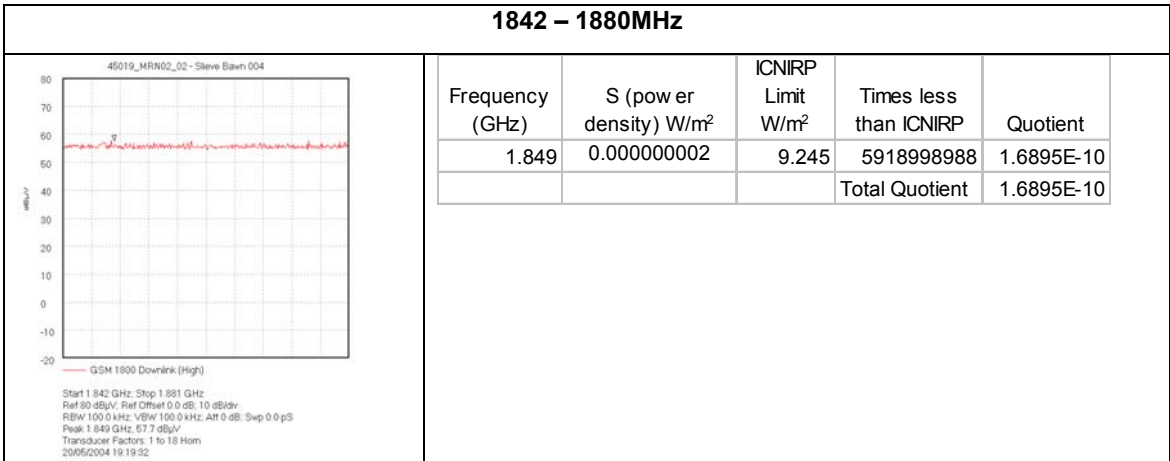 1842 – 1880MHz
45019_MRN02_02 - Slieve Bawn 004
80
70
60
50
40
30
20
10
0
-10
-20
dBµV
GSM 1800 Downlink (High)
Start 1.842 GHz; Stop 1.881 GHz
Ref 80 dBµV; Ref Offset 0.0 dB; 10 dB/div
RBW 100.0 kHz; VBW 100.0 kHz; Att 0 dB; Swp 0.0 pS
Peak 1.849 GHz, 57.7 dBµV
Transducer Factors: 1 to 18 Horn
20/05/2004 19:19:32
Frequency (GHz) S (power density) W/m² ICNIRP Limit W/m² Times less than ICNIRP Quotient
1.849 0.000000002 9.245 5918998988 1.6895E-10
Total Quotient 1.6895E-10